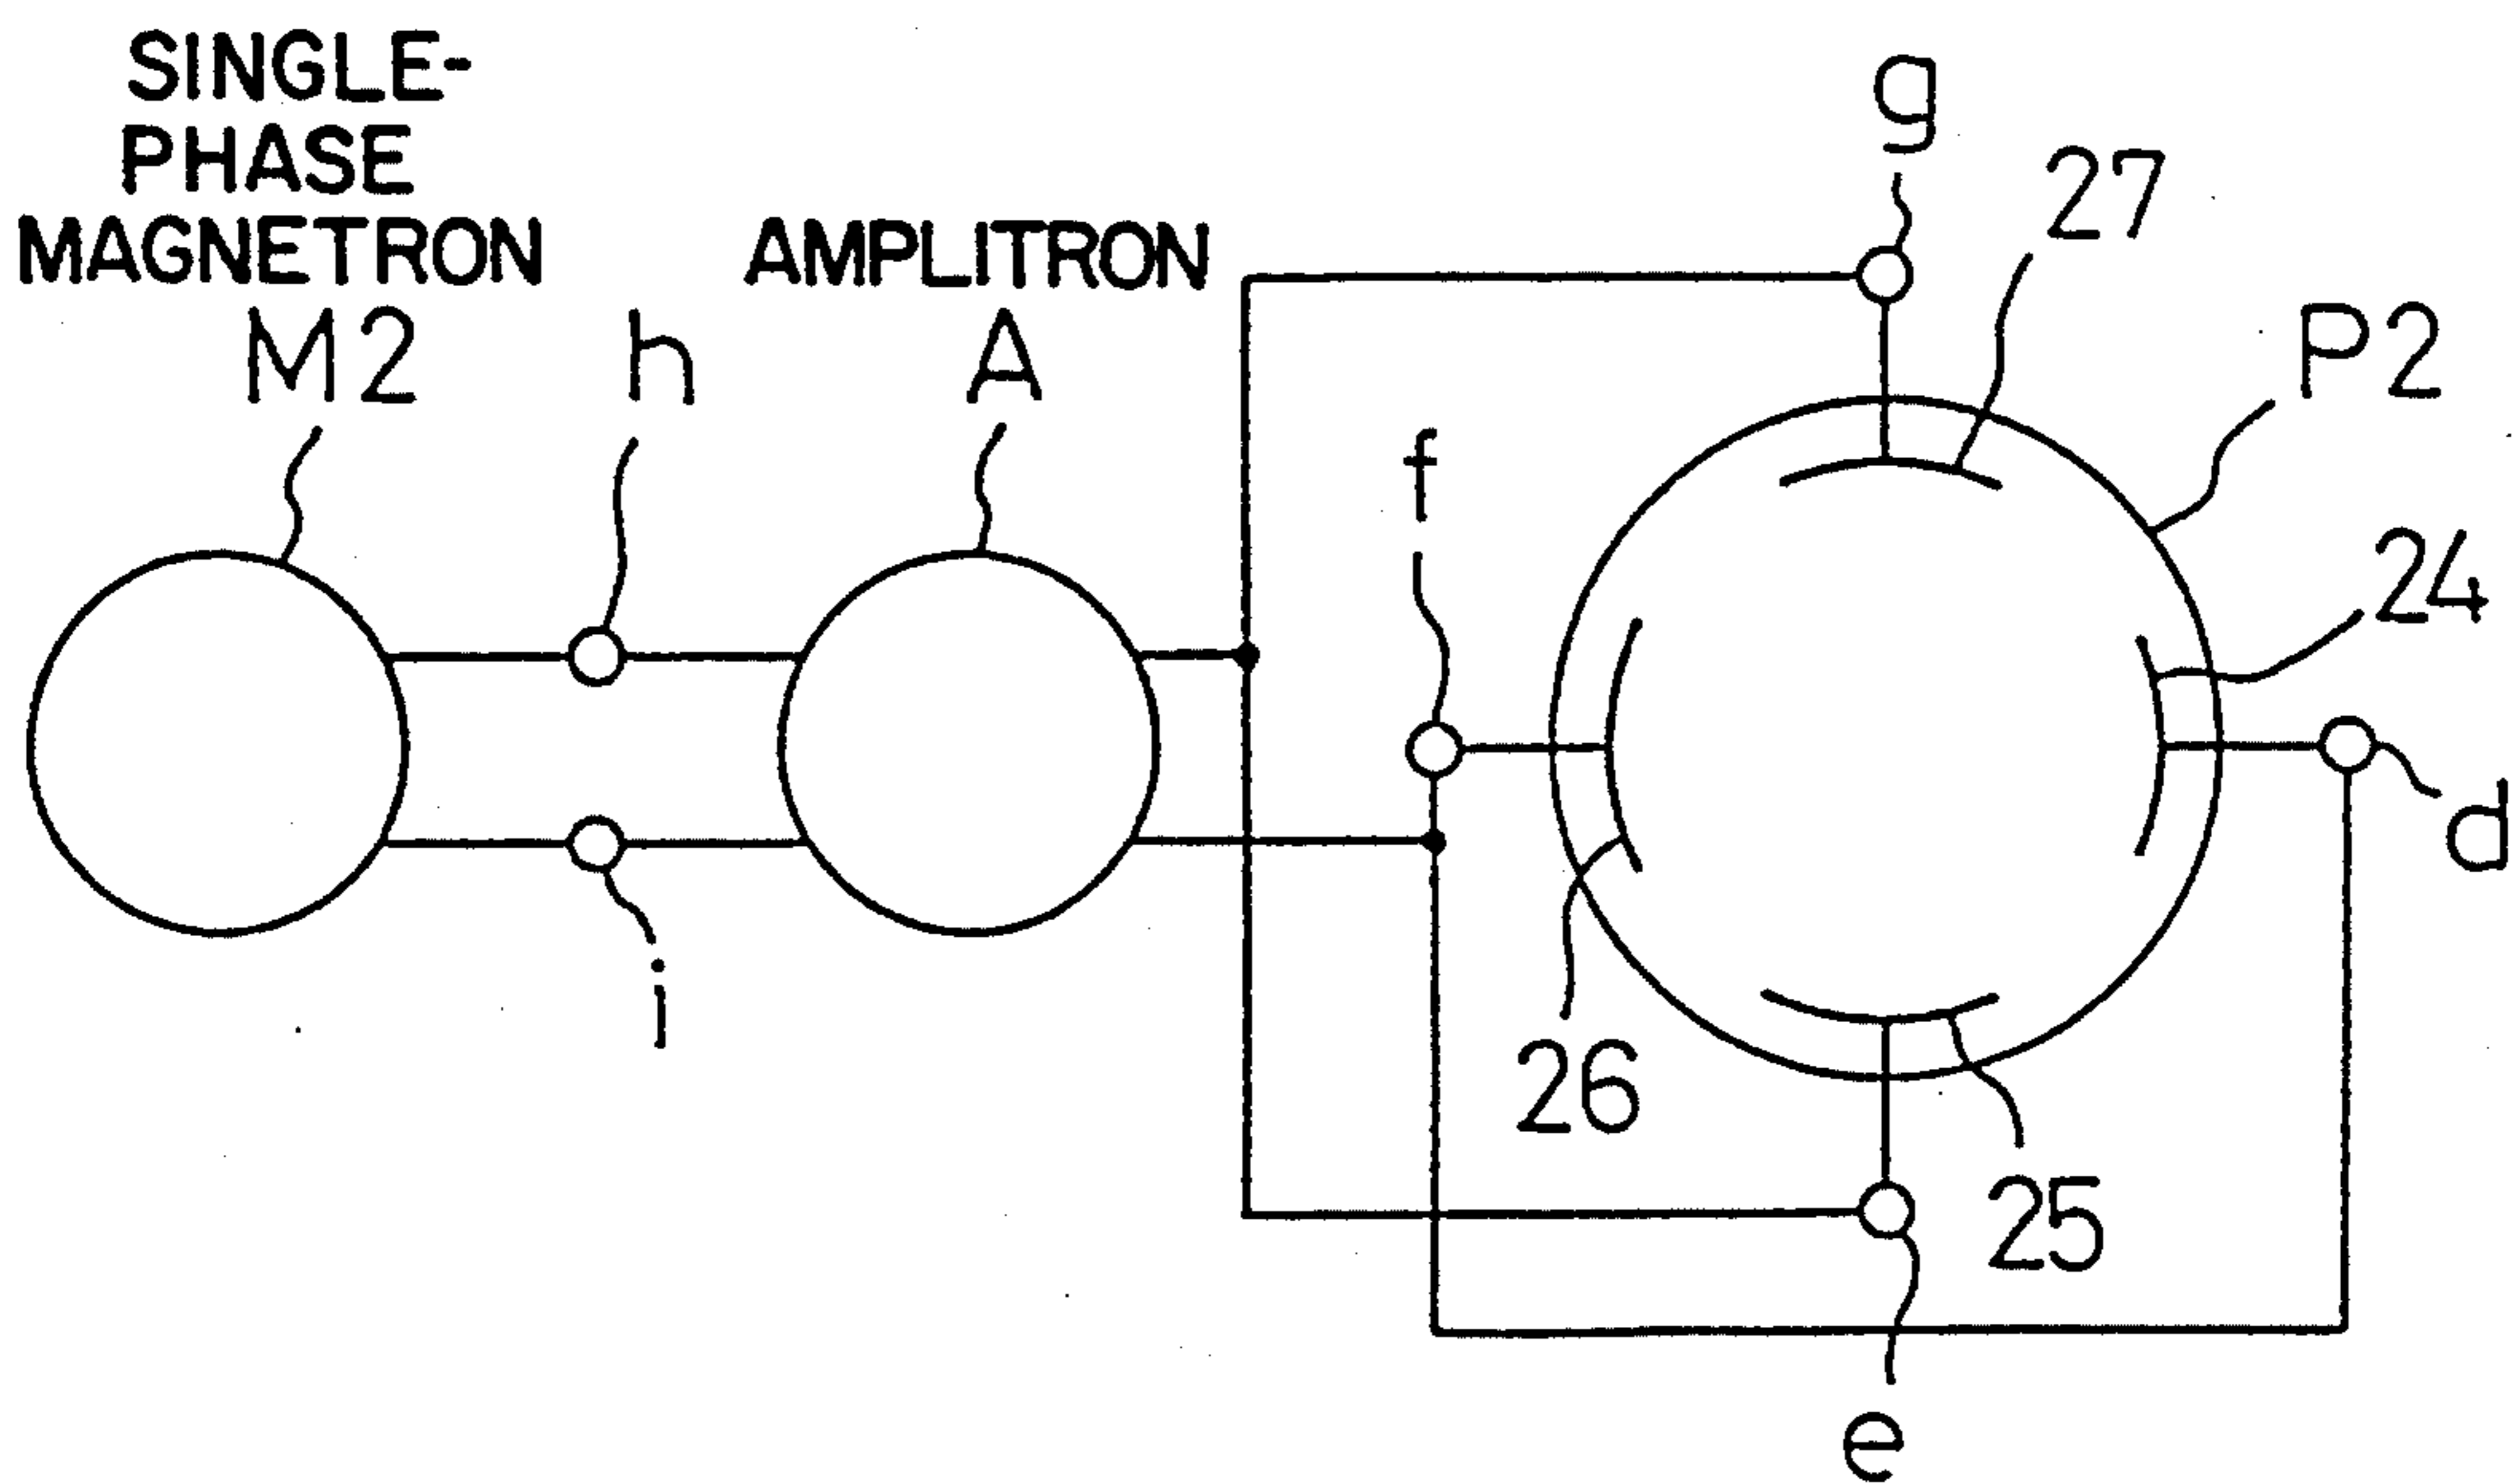 SINGLE-
PHASE
MAGNETRON
M2
h
AMPLITRON
A
g
27
P2
f
24
d
i
26
25
e